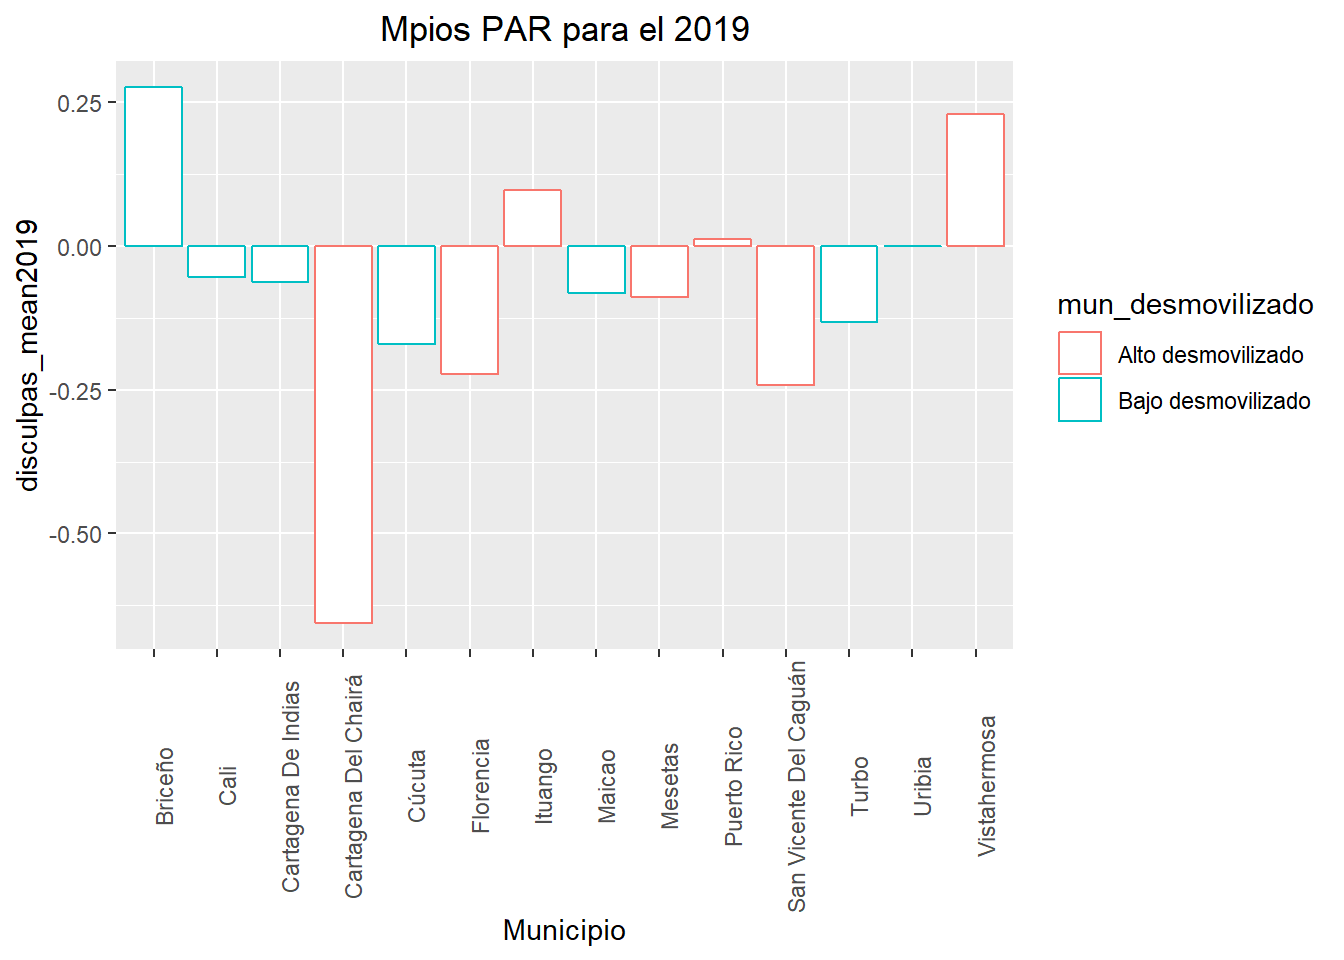 Mpios PAR para el 2019
disculpas_mean2019
0.25
0.00
-0.25
-0.50
Briceño
Cali
Cartagena De Indias
Cartagena Del Chairá
Cúcuta
Florencia
Ituango
Maicao
Mesetas
Puerto Rico
San Vicente Del Caguán
Turbo
Uribia
Vistahermosa
Municipio
mun_desmovilizado
Alto desmovilizado
Bajo desmovilizado